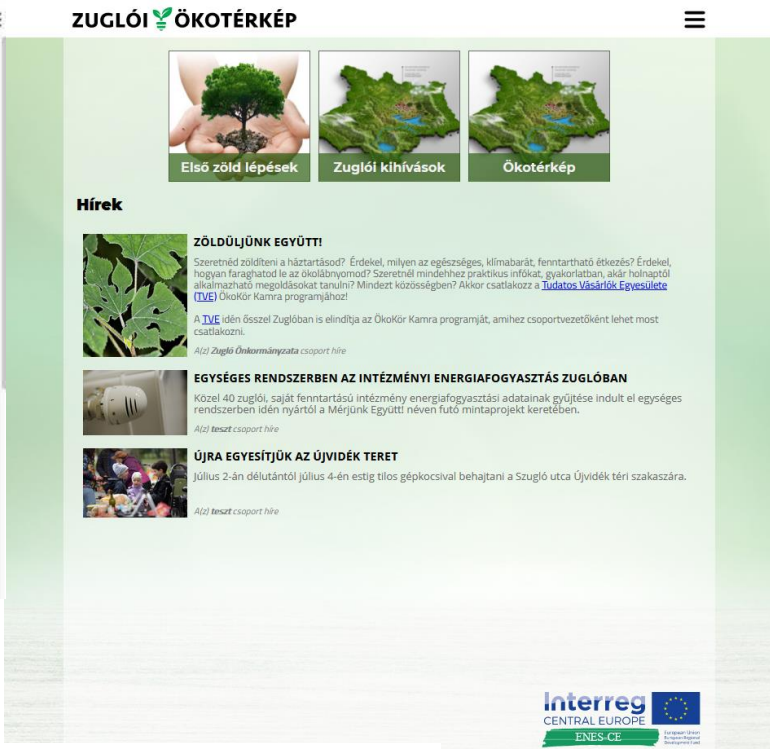 ZUGLÓI ÖKOTÉRKÉP
Első zöld lépések
Zuglói kihívások
Ökotérkép
Hírek
ZÖLDÜLJÜNK EGYÜTT!
Szeretnéd zöldíteni a háztartásod? Érdekel, milyen az egészséges, klímabarát, fenntartható étkezés? Érdekel,
hogyan faraghatod le az ökolábnyomod? Szeretnél mindehhez praktikus infókat, gyakorlatban, akár holnaptól
alkalmazható megoldásokat tanulni? Mindezt közösségben? Akkor csatlakozz a Tudatos Vásárlók Egyesülete
(TVE) ÖkoKör Kamra programjához!
A TVE idén ősszel Zuglóban is elindítja az ÖkoKör Kamra programját, amihez csoportvezetőként lehet most
csatlakozni.
A(z) Zugló Önkormányzata csoport híre
EGYSÉGES RENDSZERBEN AZ INTÉZMÉNYI ENERGIAFOGYASZTÁS ZUGLÓBAN
Közel 40 zuglói, saját fenntartású intézmény energiafogyasztási adatainak gyűjtése indult el egységes
rendszerben idén nyártól a Mérjünk Együtt! néven futó mintaprojekt keretében.
A(z) teszt csoport híre
ÚJRA EGYESÍTJÜK AZ ÚJVIDÉK TERET
Július 2-án délutántól július 4-én estig tilos gépkocsival behajtani a Szugló utca Újvidék téri szakaszára.
A(z) teszt csoport híre
Interreg
CENTRAL EUROPE
ENES-CE
European Union
European Regional
Development Fund